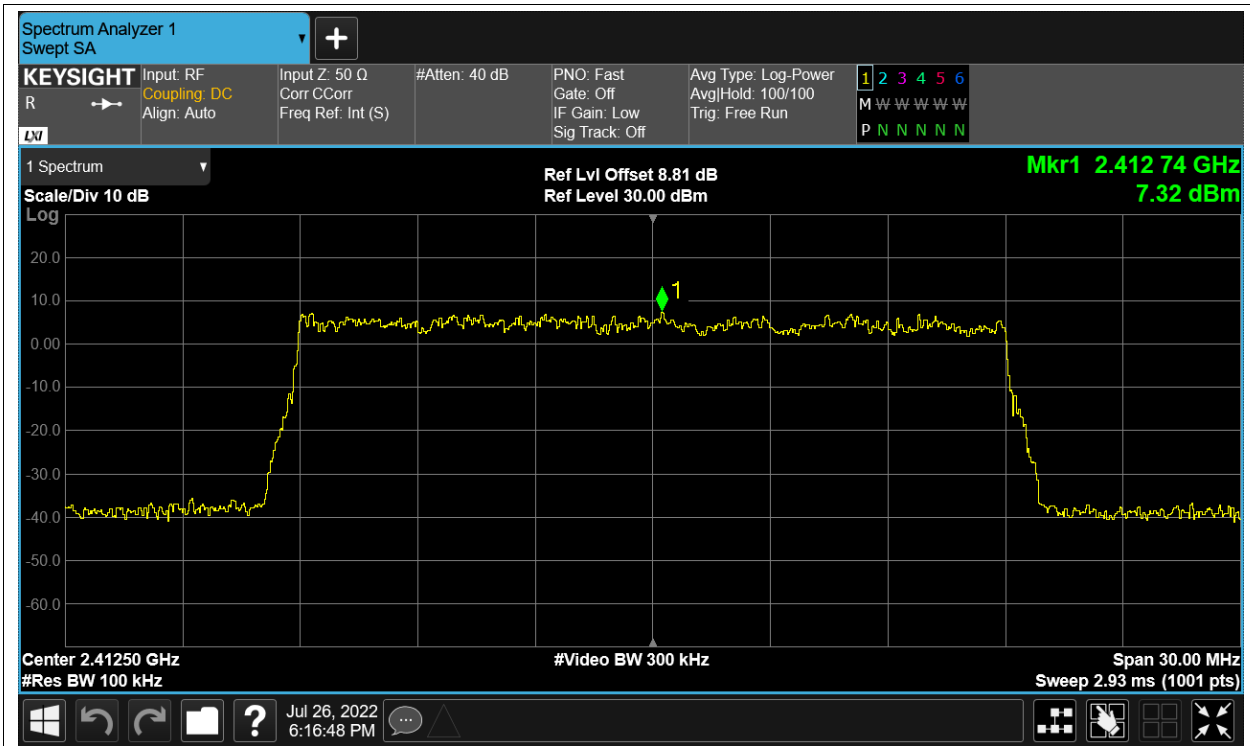 Spectrum Analyzer 1
Swept SA
KEYSIGHT
R
LXI
Input: RF
Coupling: DC
Align: Auto
Input Z: 50 Ω
Corr CCorr
Freq Ref: Int (S)
#Atten: 40 dB
PNO: Fast
Gate: Off
IF Gain: Low
Sig Track: Off
Avg Type: Log-Power
Avg|Hold: 100/100
Trig: Free Run
1 2 3 4 5 6
M W W W W W
P N N N N N
1 Spectrum
Scale/Div 10 dB
Log
Ref Lvl Offset 8.81 dB
Ref Level 30.00 dBm
Mkr1 2.412 74 GHz
7.32 dBm
20.0
10.0
1
0.00
-10.0
-20.0
-30.0
-40.0
-50.0
-60.0
Center 2.41250 GHz
#Video BW 300 kHz
Span 30.00 MHz
#Res BW 100 kHz
Sweep 2.93 ms (1001 pts)
?
Jul 26, 2022
6:16:48 PM